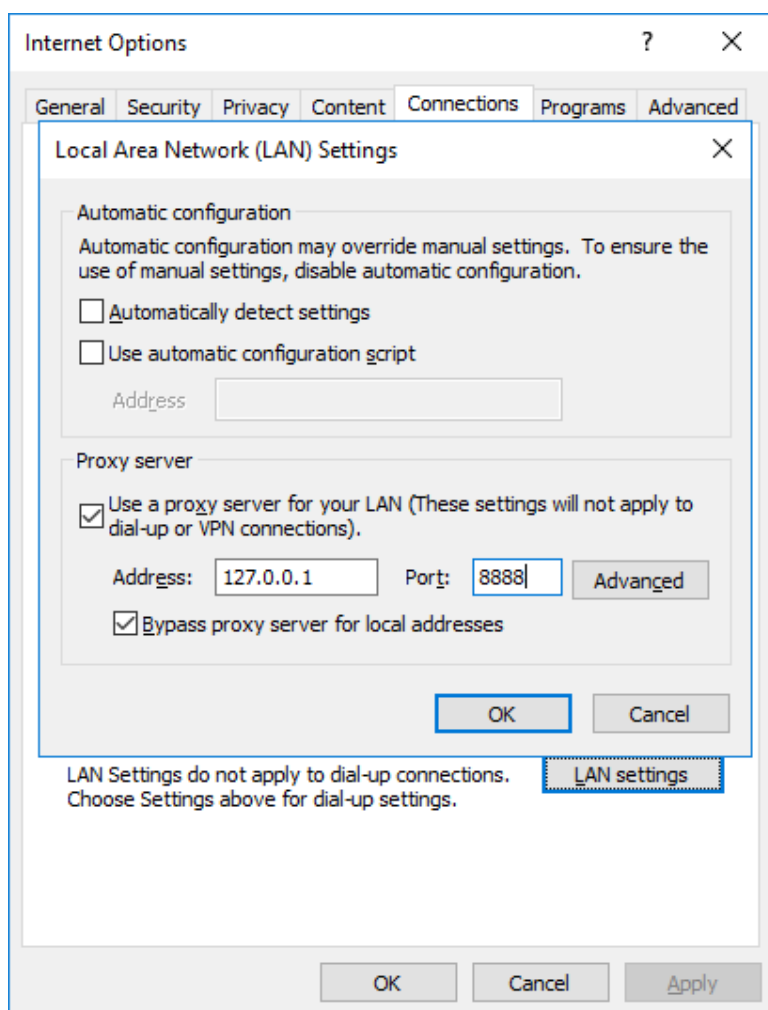 Internet Options
General Security Privacy Content Connections Programs Advanced
Local Area Network (LAN) Settings
Automatic configuration
Automatic configuration may override manual settings. To ensure the
use of manual settings, disable automatic configuration.
Automatically detect settings
Use automatic configuration script
Address
Proxy server
Use a proxy server for your LAN (These settings will not apply to
dial-up or VPN connections).
Address: 127.0.0.1 Port: 8888 Advanced
Bypass proxy server for local addresses
OK Cancel
LAN Settings do not apply to dial-up connections. LAN settings
Choose Settings above for dial-up settings.
OK Cancel Apply